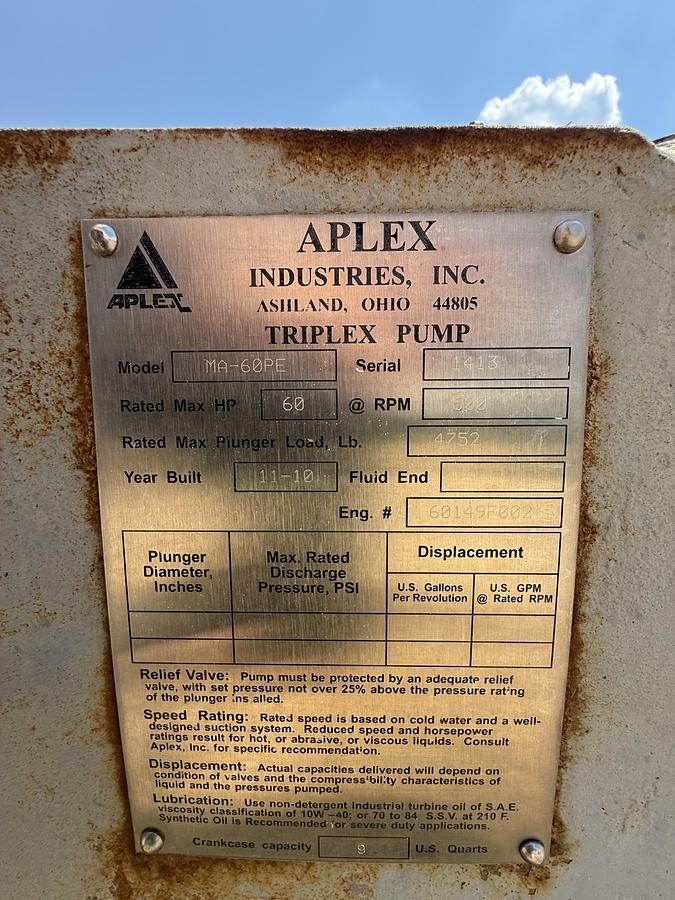 APLEX
INDUSTRIES, INC.
APLEX
ASHLAND, OHIO 44805
TRIPLEX PUMP
Model MA-60PE Serial 1413
Rated Max HP 60 @ RPM 500
Rated Max Plunger Load, Lb. 4752
Year Built 11-10 Fluid End
Eng. # 60149F002
Plunger Diameter, Inches
Max. Rated Discharge Pressure, PSI
Displacement
U.S. Gallons Per Revolution
U.S. GPM @ Rated RPM
Relief Valve: Pump must be protected by an adequate relief
valve, with set pressure not over 25% above the pressure rating
of the plunger ins alled.
Speed Rating: Rated speed is based on cold water and a well-
designed suction system. Reduced speed and horsepower
ratings result for hot, or abrasive, or viscous liquids. Consult
Aplex, Inc. for specific recommendation.
Displacement: Actual capacities delivered will depend on
condition of valves and the compressibility characteristics of
liquid and the pressures pumped.
Lubrication: Use non-detergent industrial turbine oil of S.A.E.
viscosity classification of 10W -40; or 70 to 84 S.S.V. at 210 F.
Synthetic Oil is Recommended for severe duty applications.
Crankcase capacity 9 U.S. Quarts